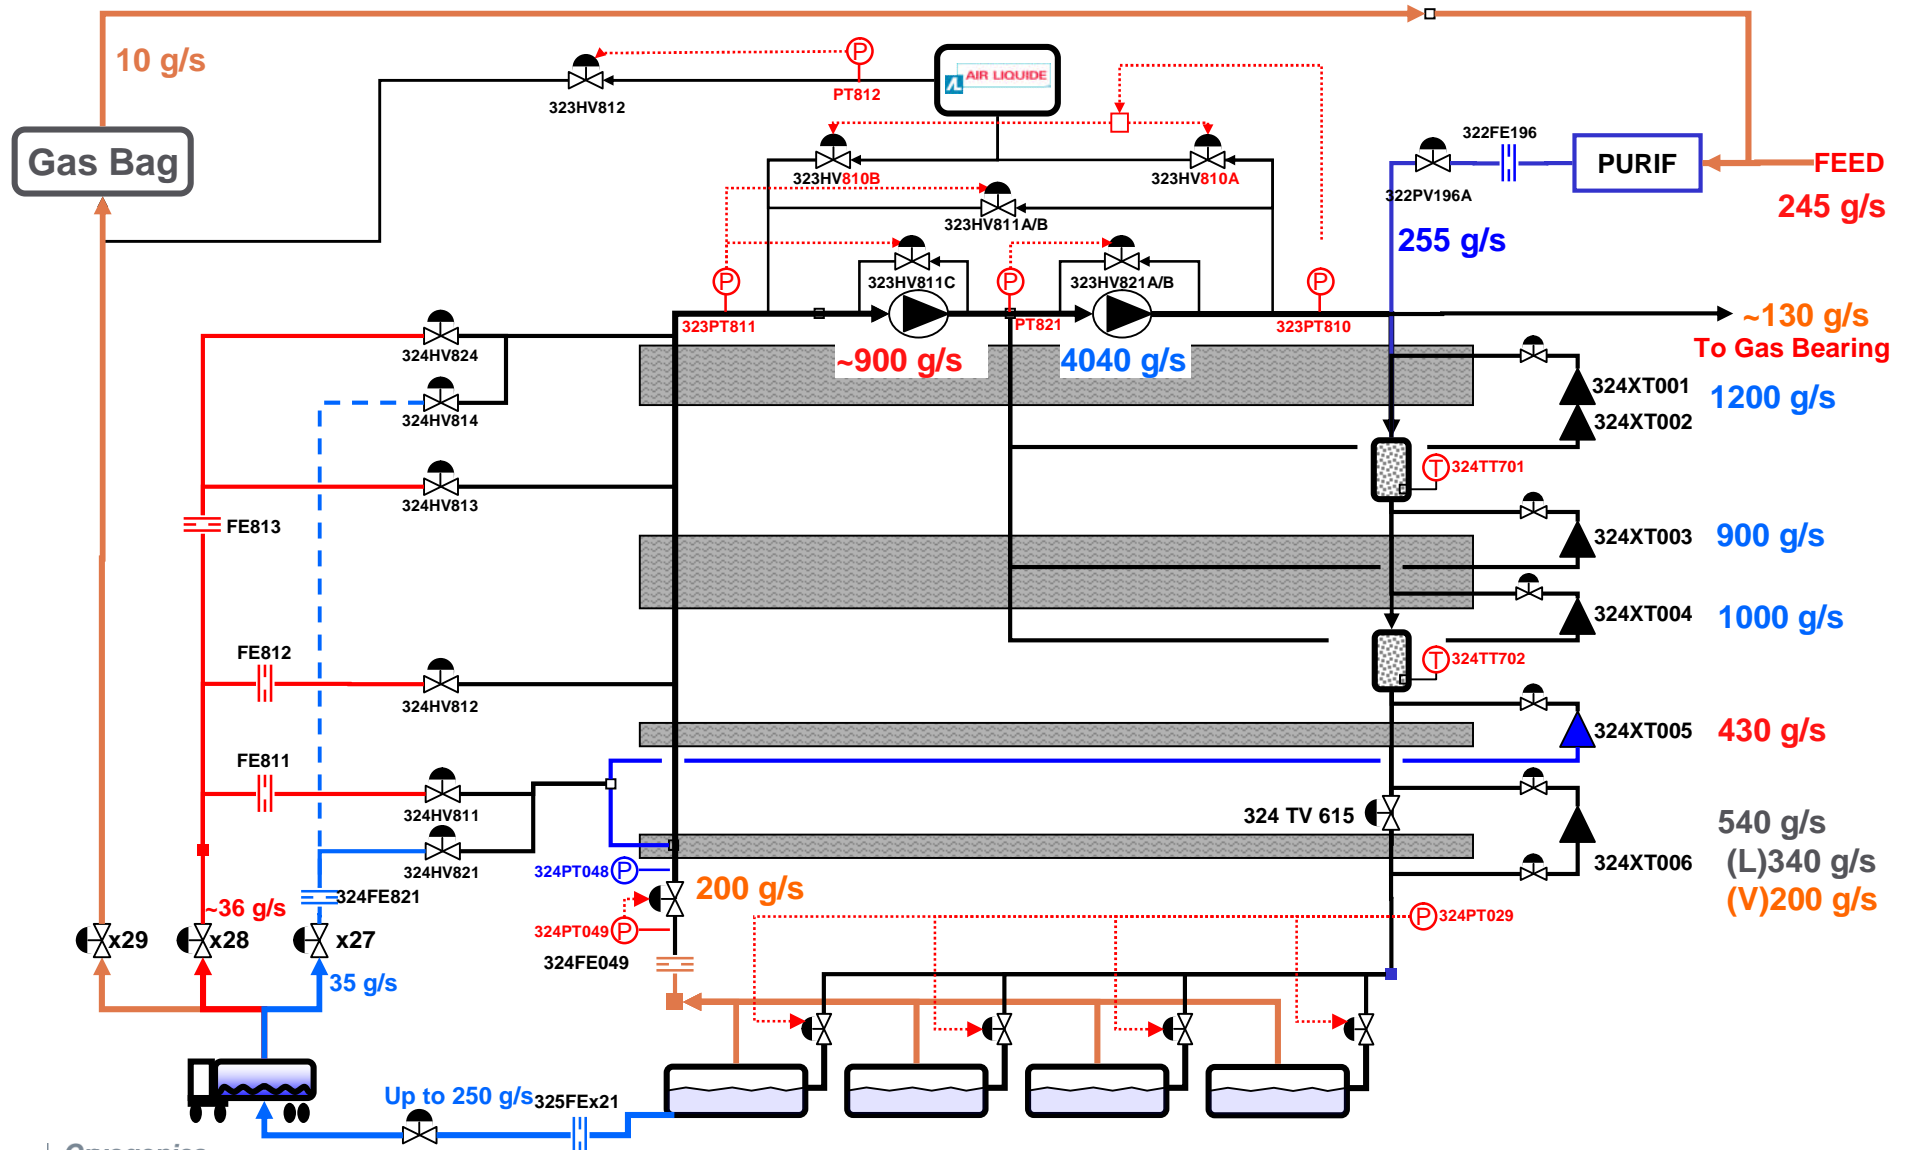 10 g/s
323HV812
P
PT812
AIR LIQUIDE
Gas Bag
323HV810B
323HV810A
322FE196
PURIF
FEED
322PV196A
245 g/s
255 g/s
323HV811A/B
P
323HV811C
P
323HV821A/B
P
323PT811
PT821
323PT810
~130 g/s
To Gas Bearing
~900 g/s
4040 g/s
324HV824
324HV814
324XT001
1200 g/s
324XT002
T
324TT701
324HV813
FE813
324XT003
900 g/s
324XT004
1000 g/s
FE812
324HV812
T
324TT702
324XT005
430 g/s
FE811
324HV811
324 TV 615
540 g/s
324HV821
324XT006
(L)340 g/s
324PT048
P
200 g/s
(V)200 g/s
324FE821
~36 g/s
P
324PT029
324PT049
P
x29
x28
x27
324FE049
35 g/s
Up to 250 g/s
325FEx21